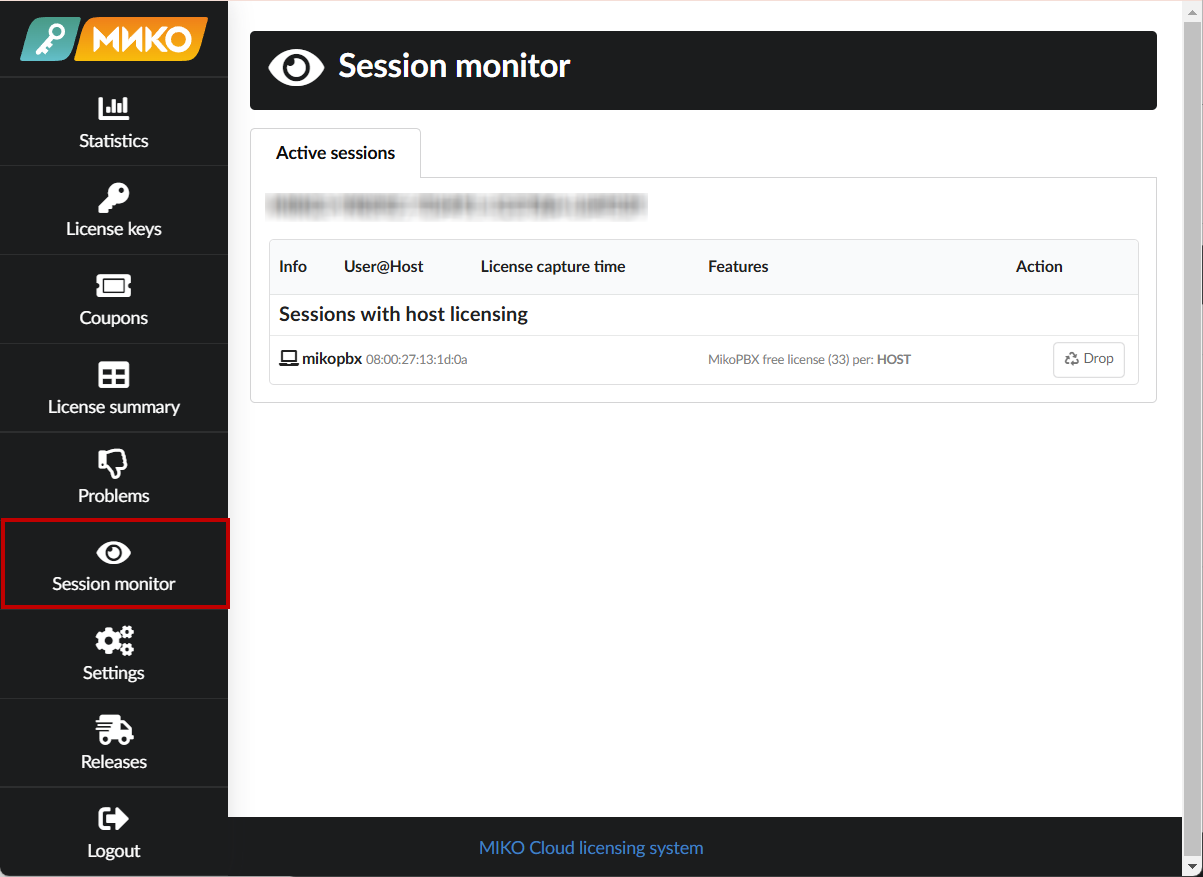 МИКО
Statistics
License keys
Coupons
License summary
Problems
Session monitor
Settings
Releases
Logout
Session monitor
Active sessions
Info User@Host License capture time Features Action
Sessions with host licensing
mikopbx 08:00:27:13:1d:0a MikoPBX free license (33) per: HOST Drop
MIKO Cloud licensing system